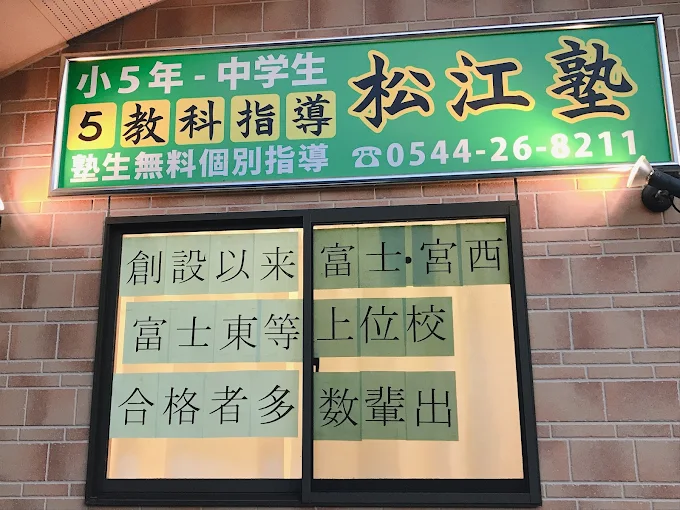 小5年-中学生
5教科指導
松江塾
塾生無料個別指導 ☎0544-26-8211
創設以来 富士・宮西
富士東等 上位校
合格者多 数輩出